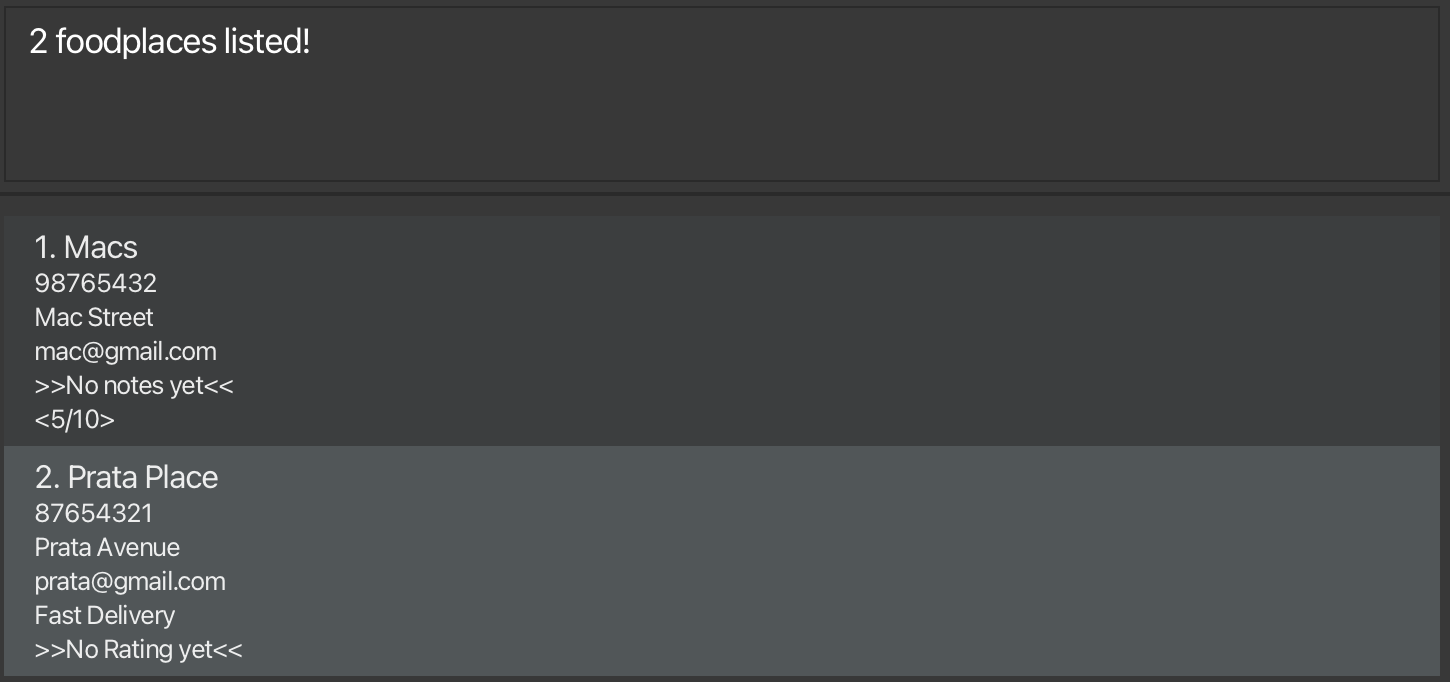 2 foodplaces listed!
1. Macs
98765432
Mac Street
mac@gmail.com
>>No notes yet<<
<5/10>
2. Prata Place
87654321
Prata Avenue
prata@gmail.com
Fast Delivery
>>No Rating yet<<